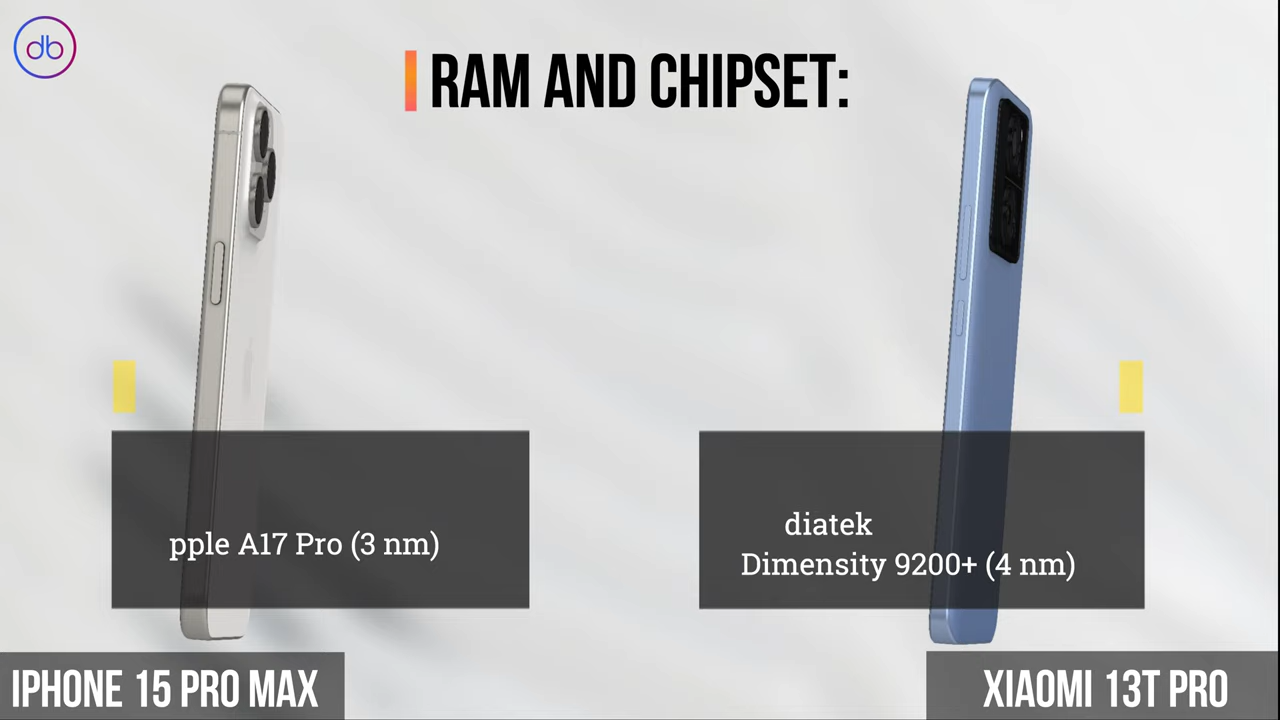 db
RAM AND CHIPSET:
pple A17 Pro (3 nm)
diatek
Dimensity 9200+ (4 nm)
IPHONE 15 PRO MAX
XIAOMI 13T PRO